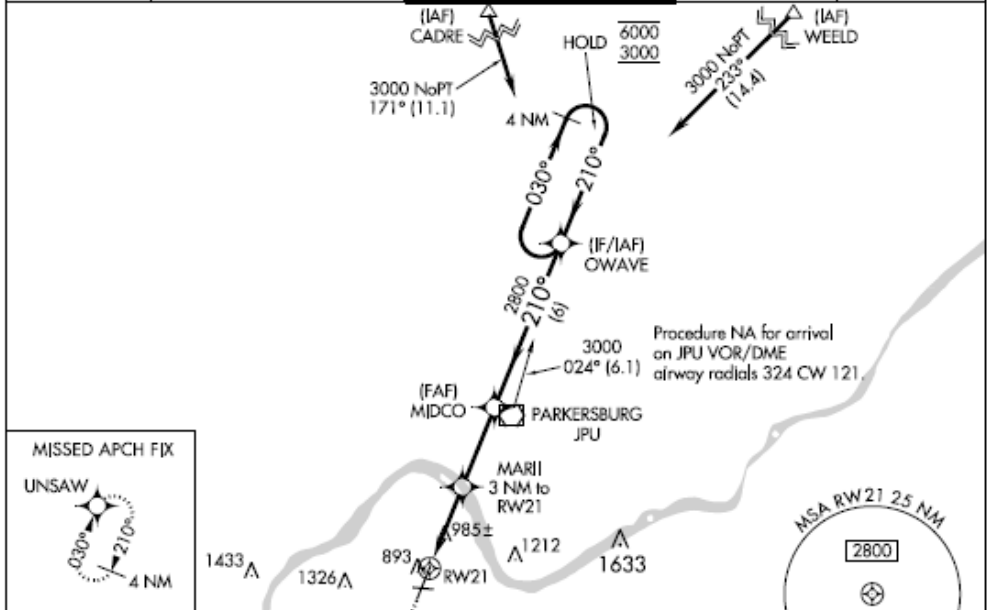 (IAF)
CADRE
3000 NoPT
171° (11.1)
HOLD
6000
3000
(IAF)
WEELD
3000 NoPT
233°
(14.4)
4 NM
030°
210°
(IF/IAF)
OWAVE
2800
210°
(6)
3000
024° (6.1)
Procedure NA for arrival
on JPU VOR/DME
airway radials 324 CW 121.
(FAF)
MIDCO
PARKERSBURG
JPU
MARII
3 NM to
RW21
985±
893
RW21
1212
1633
1433
1326
MISSED APCH FIX
UNSAW
030°
210°
4 NM
MSA RW21 25 NM
2800